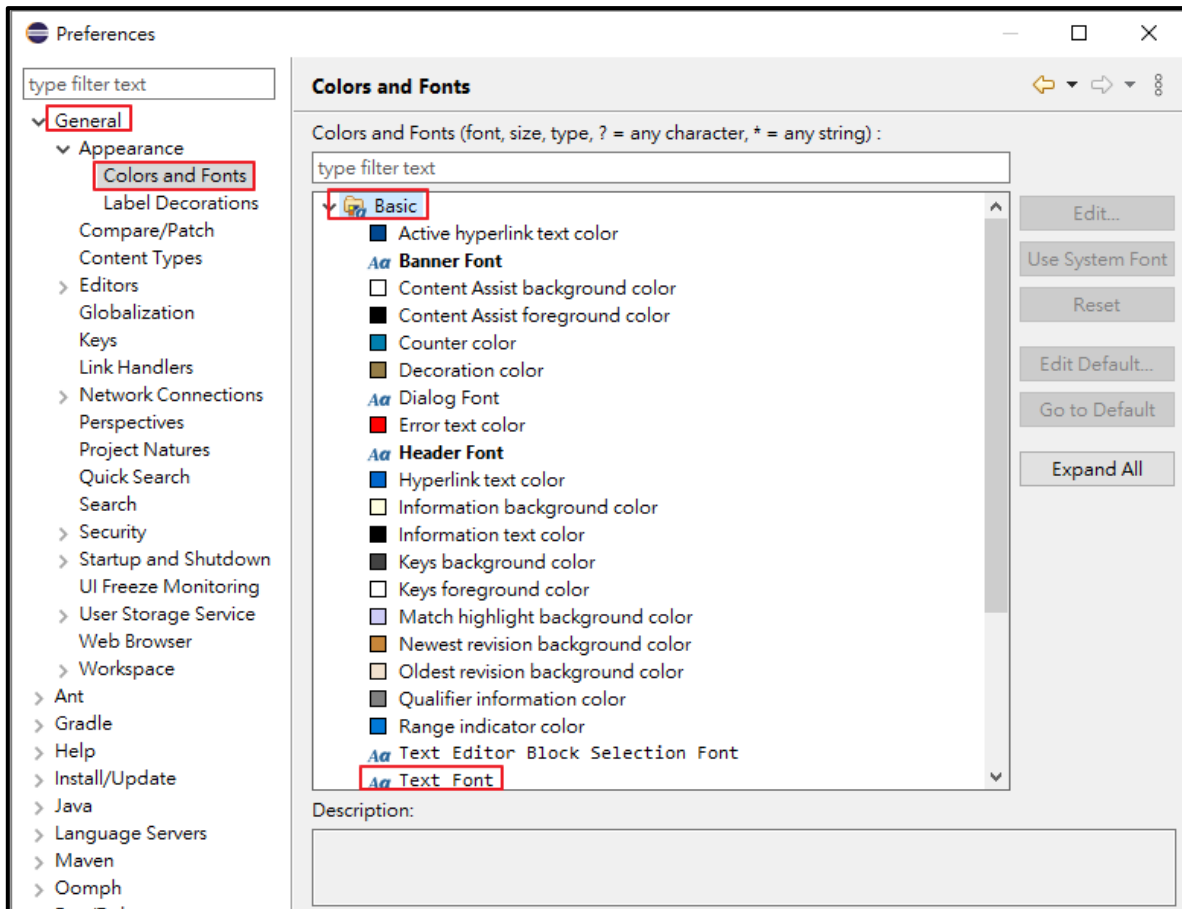 Preferences
type filter text
General
Appearance
Colors and Fonts
Label Decorations
Compare/Patch
Content Types
Editors
Globalization
Keys
Link Handlers
Network Connections
Perspectives
Project Natures
Quick Search
Search
Security
Startup and Shutdown
UI Freeze Monitoring
User Storage Service
Web Browser
Workspace
Ant
Gradle
Help
Install/Update
Java
Language Servers
Maven
Oomph
Colors and Fonts
Colors and Fonts (font, size, type, ? = any character, * = any string) :
type filter text
Basic
Active hyperlink text color
Aa Banner Font
Content Assist background color
Content Assist foreground color
Counter color
Decoration color
Aa Dialog Font
Error text color
Aa Header Font
Hyperlink text color
Information background color
Information text color
Keys background color
Keys foreground color
Match highlight background color
Newest revision background color
Oldest revision background color
Qualifier information color
Range indicator color
Aa Text Editor Block Selection Font
Aa Text Font
Edit...
Use System Font
Reset
Edit Default...
Go to Default
Expand All
Description: